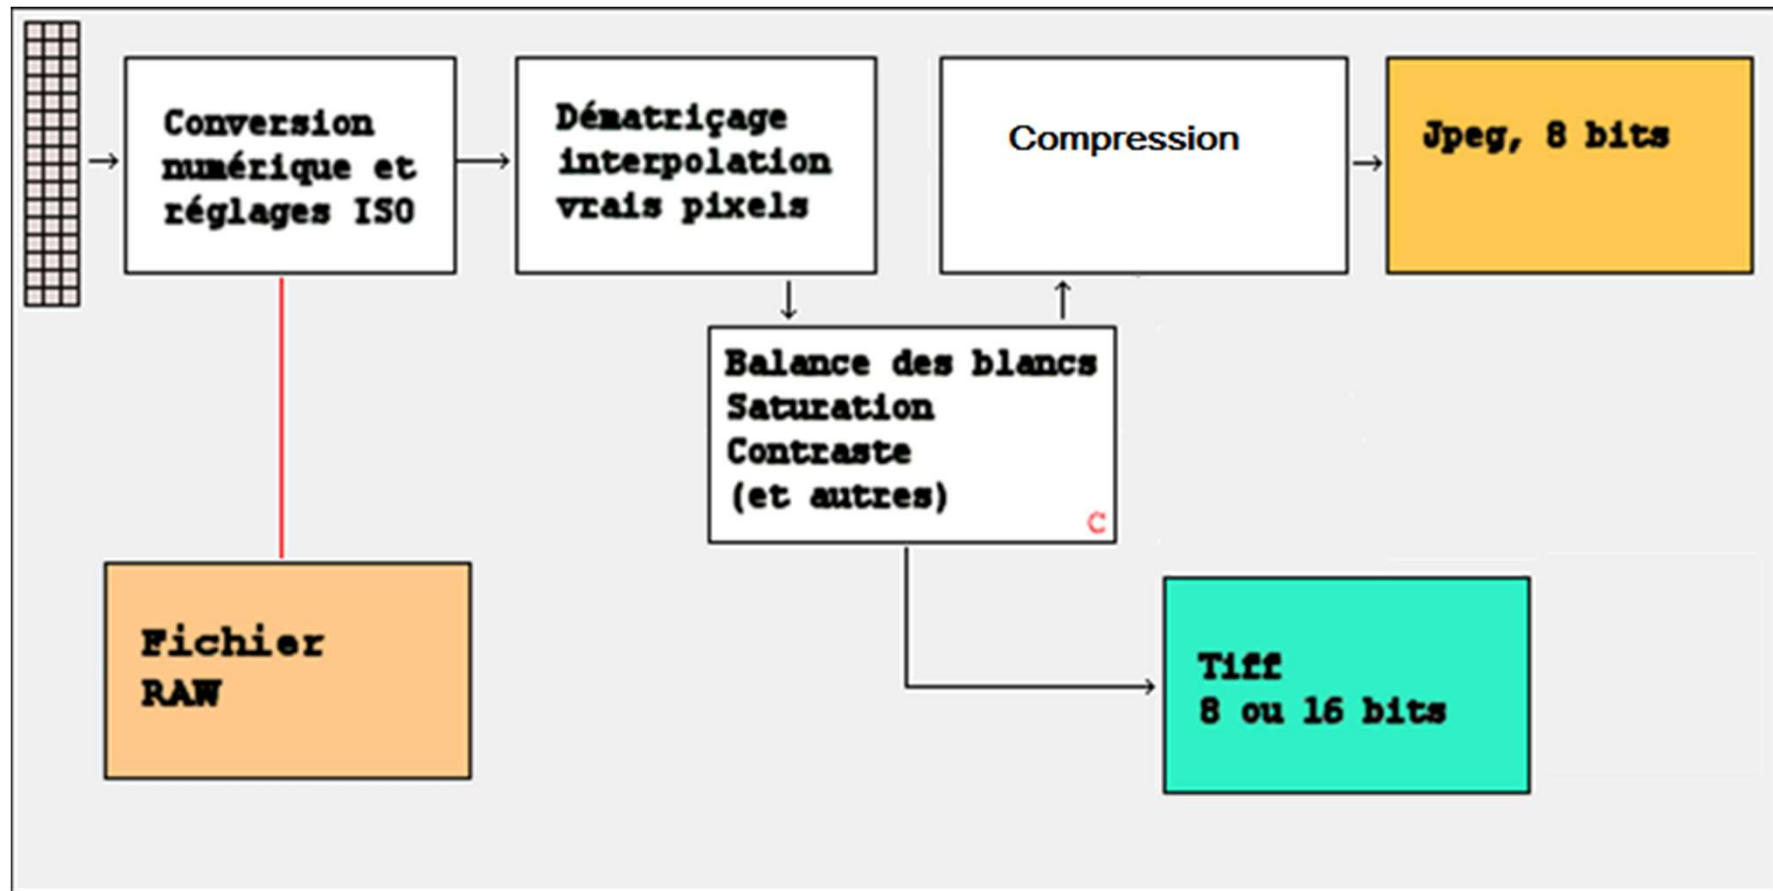 Conversion
numérique et
réglages ISO
Dématriçage
interpolation
vrais pixels
Compression
Jpeg, 8 bits
Balance des blancs
Saturation
Contraste
(et autres)
C
Fichier
RAW
Tiff
8 ou 16 bits